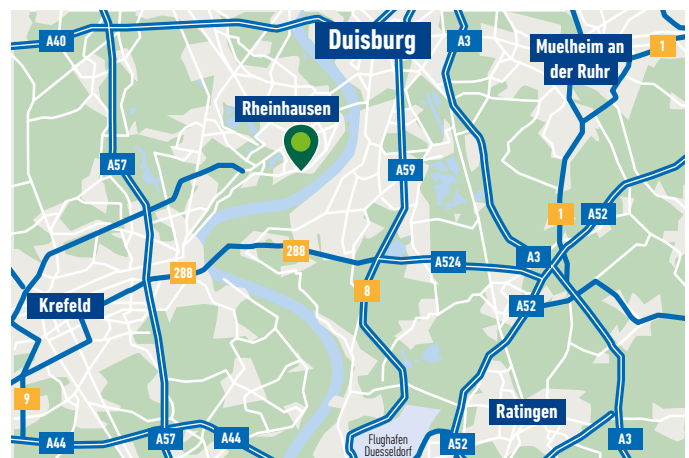 A40
Duisburg
A3
Muelheim an
der Ruhr
1
Rheinhausen
A57
A59
1
A52
288
288
A524
A3
8
Krefeld
A52
9
Ratingen
A44
A57
A44
Flughafen
Duesseldorf
A52
A3